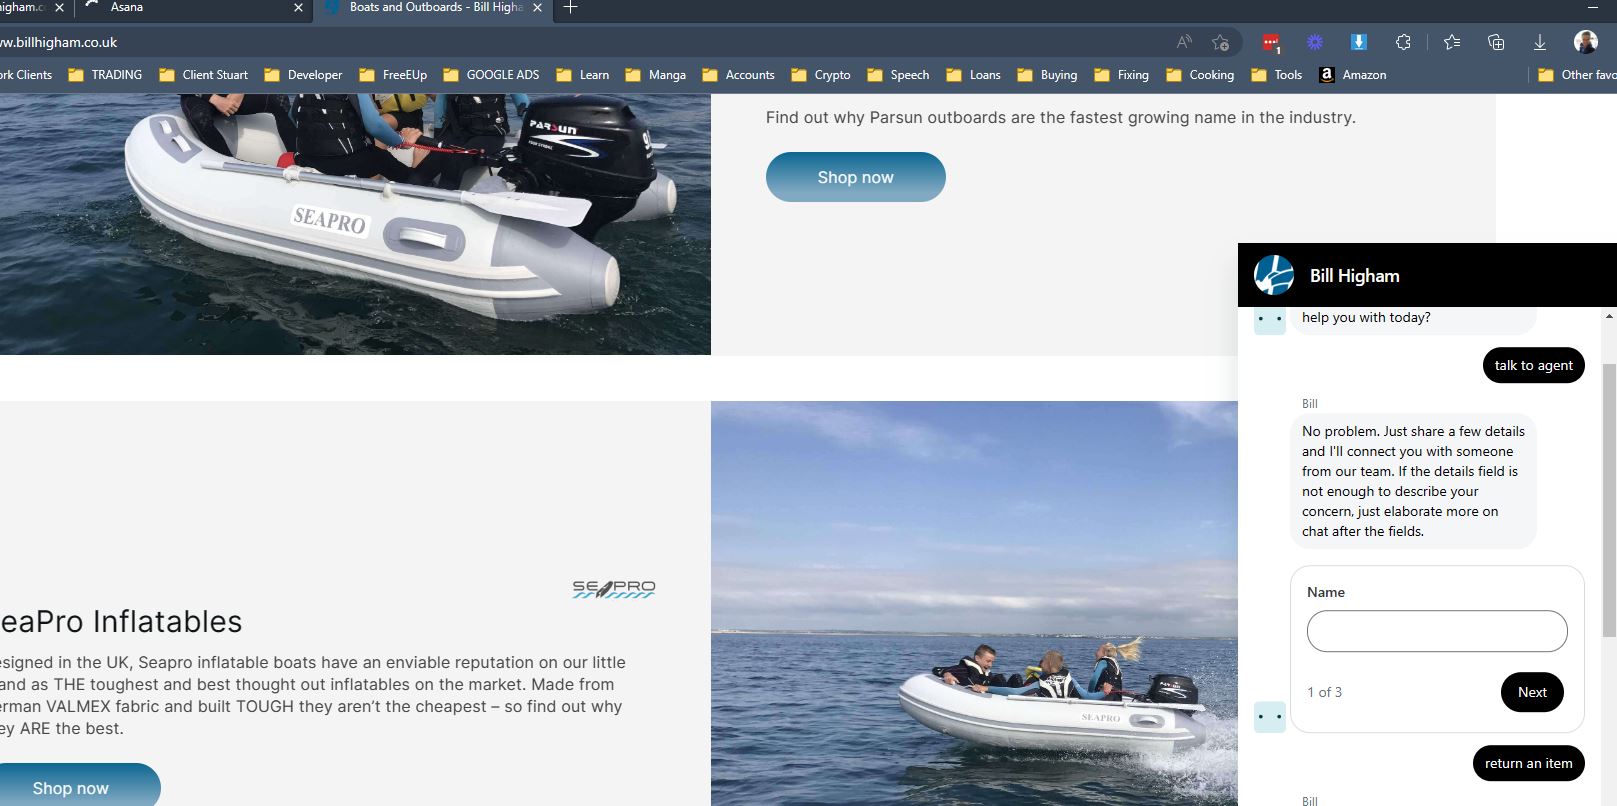 Asana
Boats and Outboards - Bill High
billhigham.co.uk
1
Clients
TRADING
Client Stuart
Developer
FreeEUp
GOOGLE ADS
Learn
Manga
Accounts
Crypto
Speech
Loans
Buying
Fixing
Cooking
Tools
Amazon
Other favo
PARSUN
SEAPRO
Find out why Parsun outboards are the fastest growing name in the industry.
Shop now
SEAPRO
eaPro Inflatables
esigned in the UK, Seapro inflatable boats have an enviable reputation on our little
and as THE toughest and best thought out inflatables on the market. Made from
erman VALMEX fabric and built TOUGH they aren't the cheapest – so find out why
ey ARE the best.
Shop now
SEAPRO
Bill Higham
help you with today?
talk to agent
Bill
No problem. Just share a few details
and I'll connect you with someone
from our team. If the details field is
not enough to describe your
concern, just elaborate more on
chat after the fields.
Name
1 of 3
Next
return an item
Bill